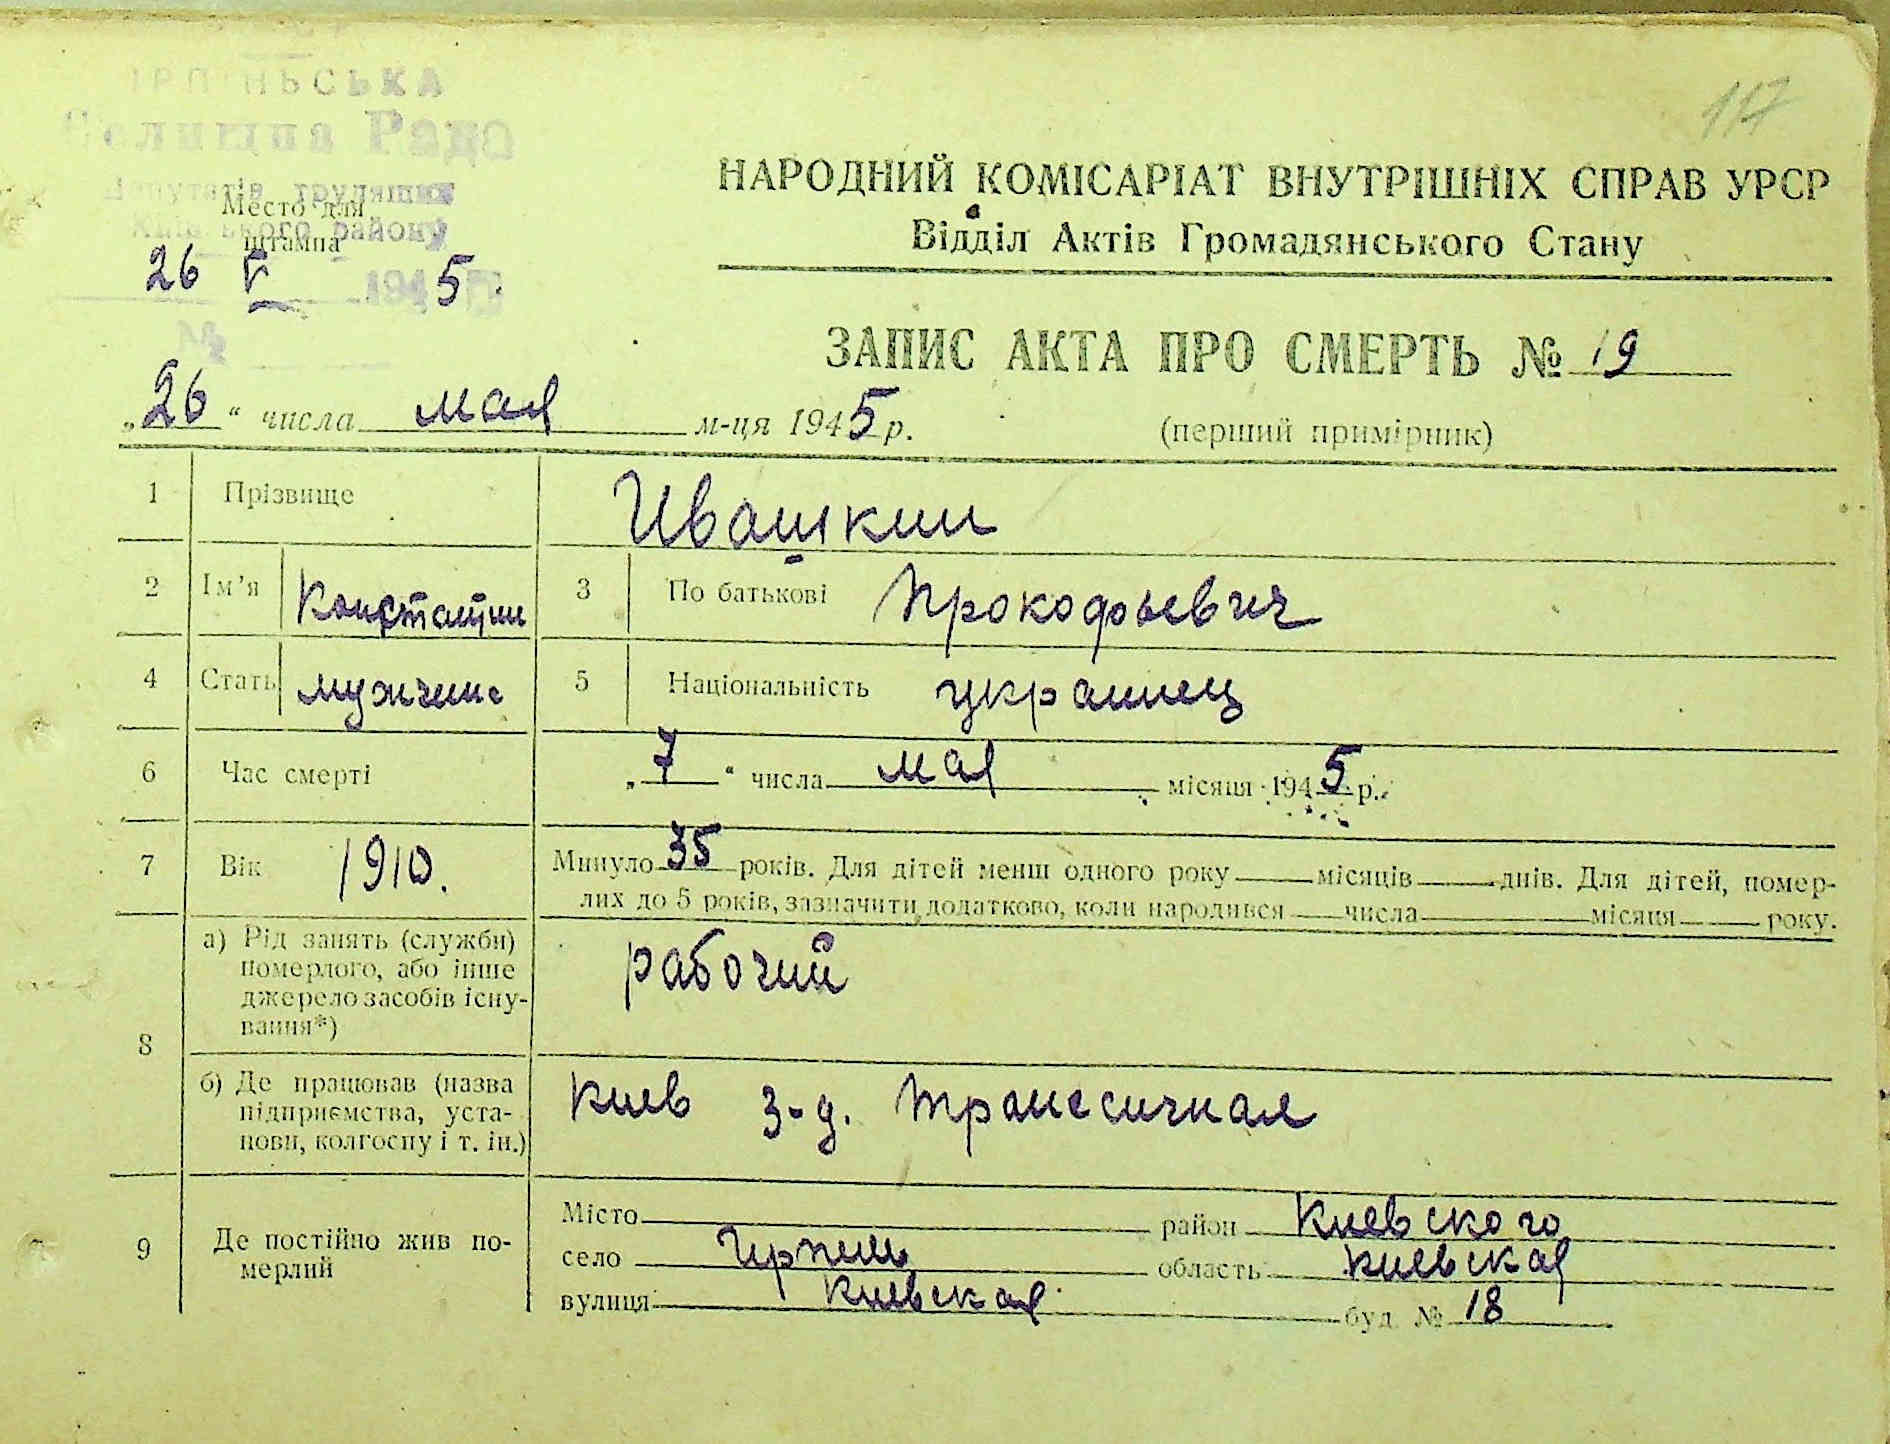 ІРПІНЬСЬКА
Селищна Рада
Депутатів трудящих
Місто для
Київського району
штампа
26 V 1945
№
117
НАРОДНИЙ КОМІСАРІАТ ВНУТРІШНІХ СПРАВ УРСР
Відділ Актів Громадянського Стану
ЗАПИС АКТА ПРО СМЕРТЬ № 19
„26“ числа мая м-ця 1945 р.
(перший примірник)
1 Прізвище Ивашкин
2 Ім'я Константин 3 По батькові Прокофьевич
4 Стать мужчина 5 Національність украинец
6 Час смерті „7“ числа мая місяця 1945 р.
7 Вік 1910. Минуло 35 років. Для дітей менш одного року місяців днів. Для дітей, помер-
лих до 5 років, зазначити додатково, коли народився числа місяця року.
8 а) Рід занять (служби)
померлого, або інше
джерело засобів існу-
вання*)
рабочий
б) Де працював (назва
підприємства, уста-
нови, колгоспу і т. ін.)
Киев з-д. Транссигнал
9 Де постійно жив по-
мерлий
Місто район Киевского
село Ирпень область Киевская
вулиця Киевская буд. № 18